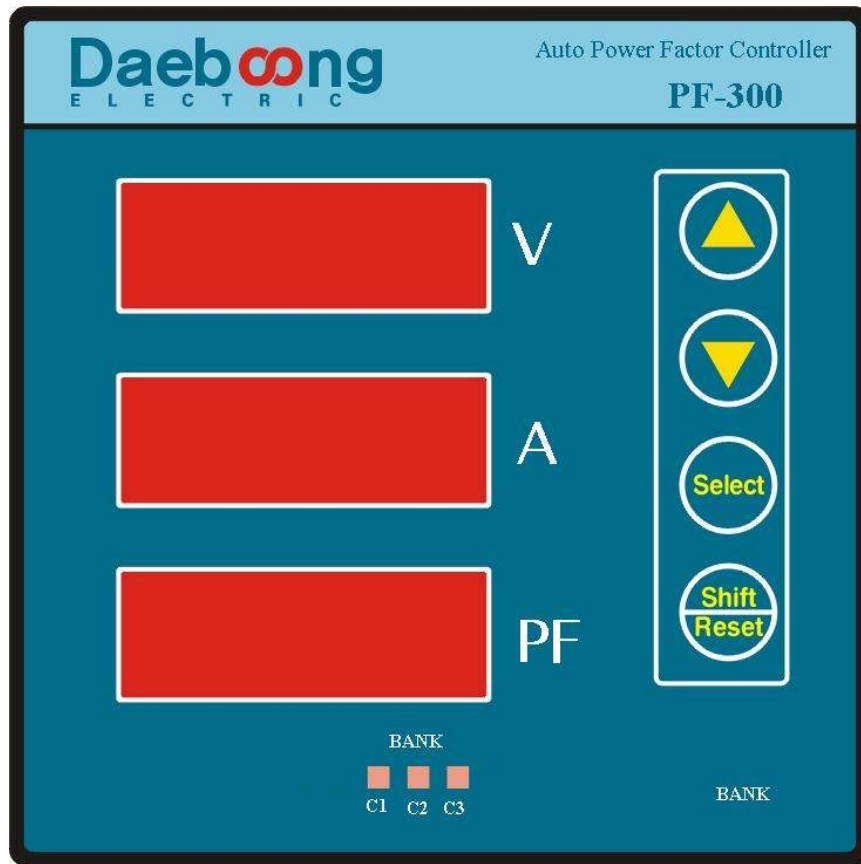 Daeboong
ELECTRIC
Auto Power Factor Controller
PF-300
V
A
PF
Select
Shift
Reset
BANK
C1 C2 C3
BANK